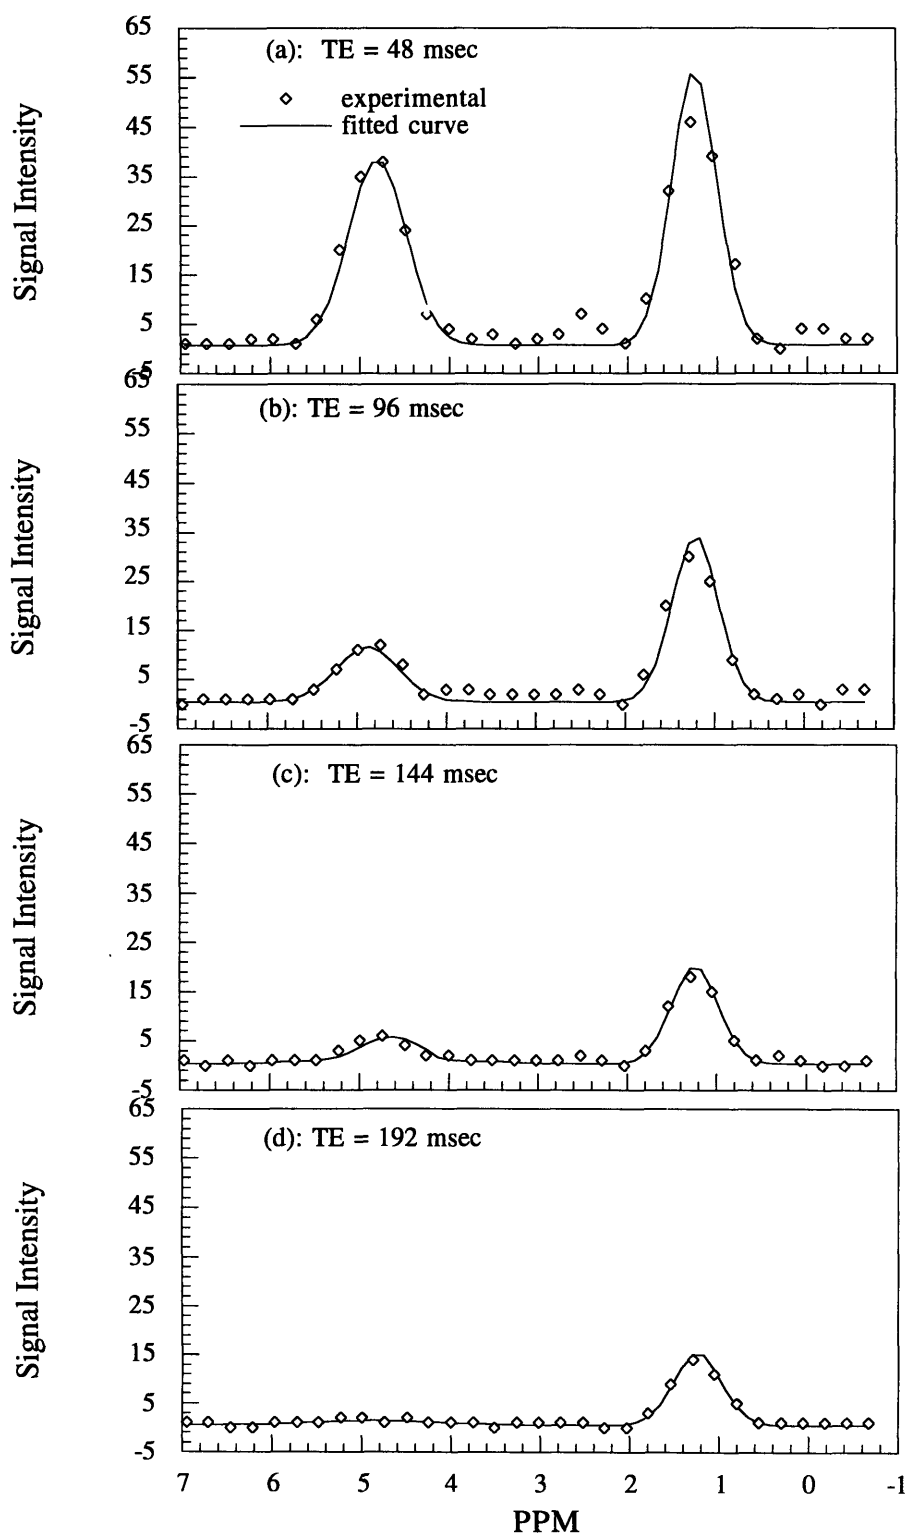 65
(a): TE = 48 msec
55
experimental
45
fitted curve
35
25
15
5
-5
Signal Intensity
65
(b): TE = 96 msec
55
45
35
25
15
5
-5
Signal Intensity
65
(c): TE = 144 msec
55
45
35
25
15
5
-5
Signal Intensity
65
(d): TE = 192 msec
55
45
35
25
15
5
-5
Signal Intensity
7 6 5 4 3 2 1 0 -1
PPM